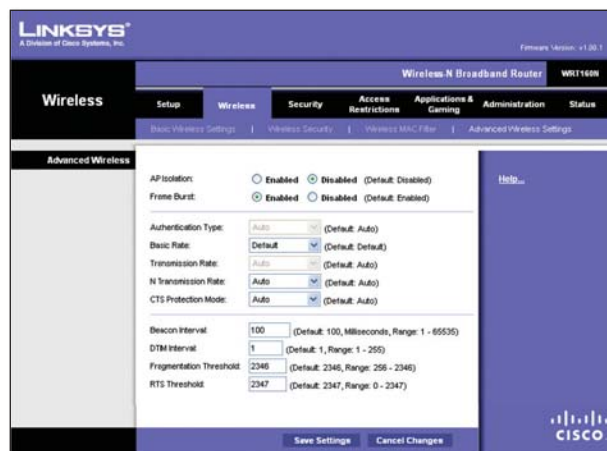 LINKSYS®
A Division of Cisco Systems, Inc.
Firmware Version: v1.00.1
Wireless-N Broadband Router WRT160N
Wireless
Setup Wireless Security Access Restrictions Applications & Gaming Administration Status
Basic Wireless Settings | Wireless Security | Wireless MAC Filter | Advanced Wireless Settings
Advanced Wireless
AP Isolation: Enabled Disabled (Default: Disabled)
Frame Burst: Enabled Disabled (Default: Enabled)
Help...
Authentication Type: Auto (Default: Auto)
Basic Rate: Default (Default: Default)
Transmission Rate: Auto (Default: Auto)
N Transmission Rate: Auto (Default: Auto)
CTS Protection Mode: Auto (Default: Auto)
Beacon Interval: 100 (Default: 100, Milliseconds, Range: 1 - 65535)
DTIM Interval: 1 (Default: 1, Range: 1 - 255)
Fragmentation Threshold: 2346 (Default: 2346, Range: 256 - 2346)
RTS Threshold: 2347 (Default: 2347, Range: 0 - 2347)
Save Settings Cancel Changes
CISCO